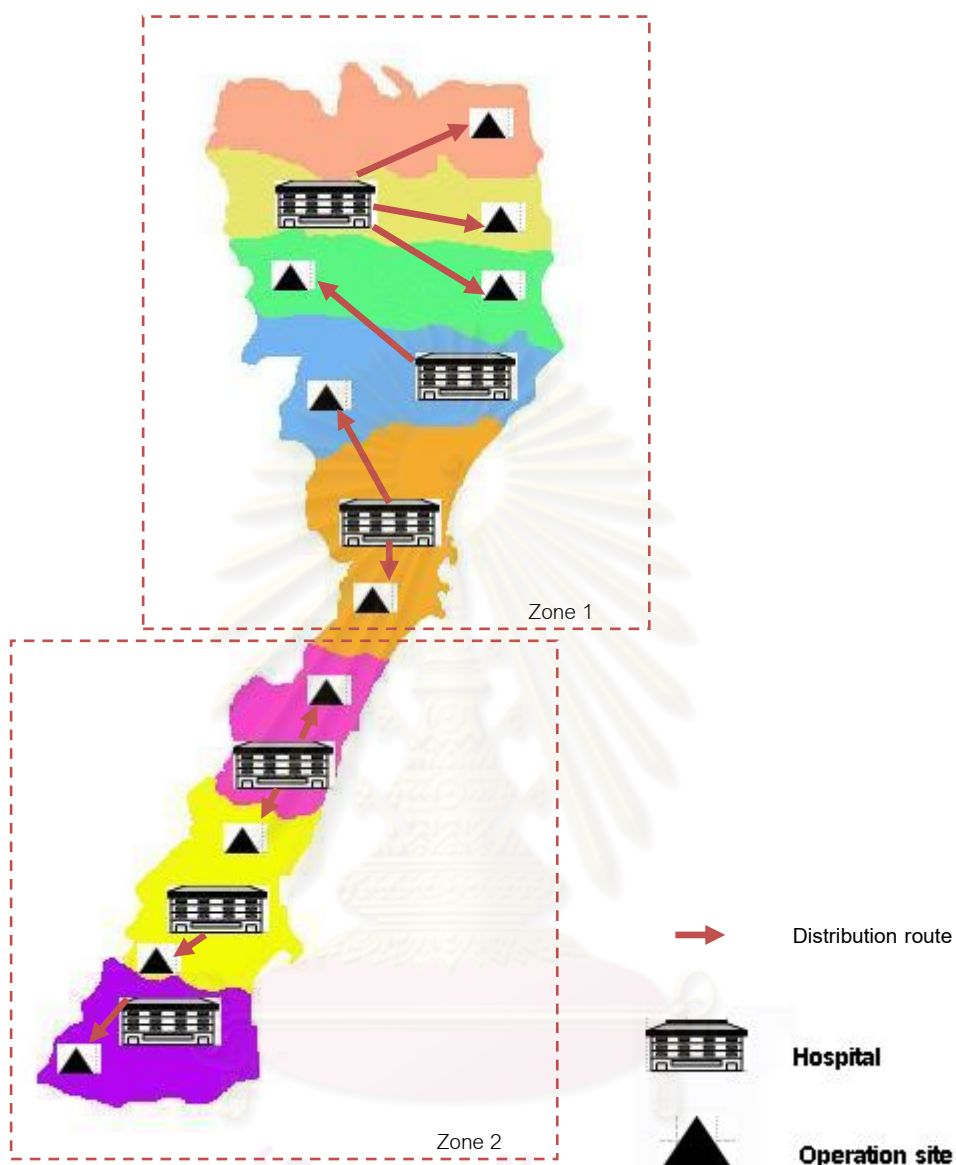 Zone 1
Distribution route
Hospital
Zone 2
Operation site